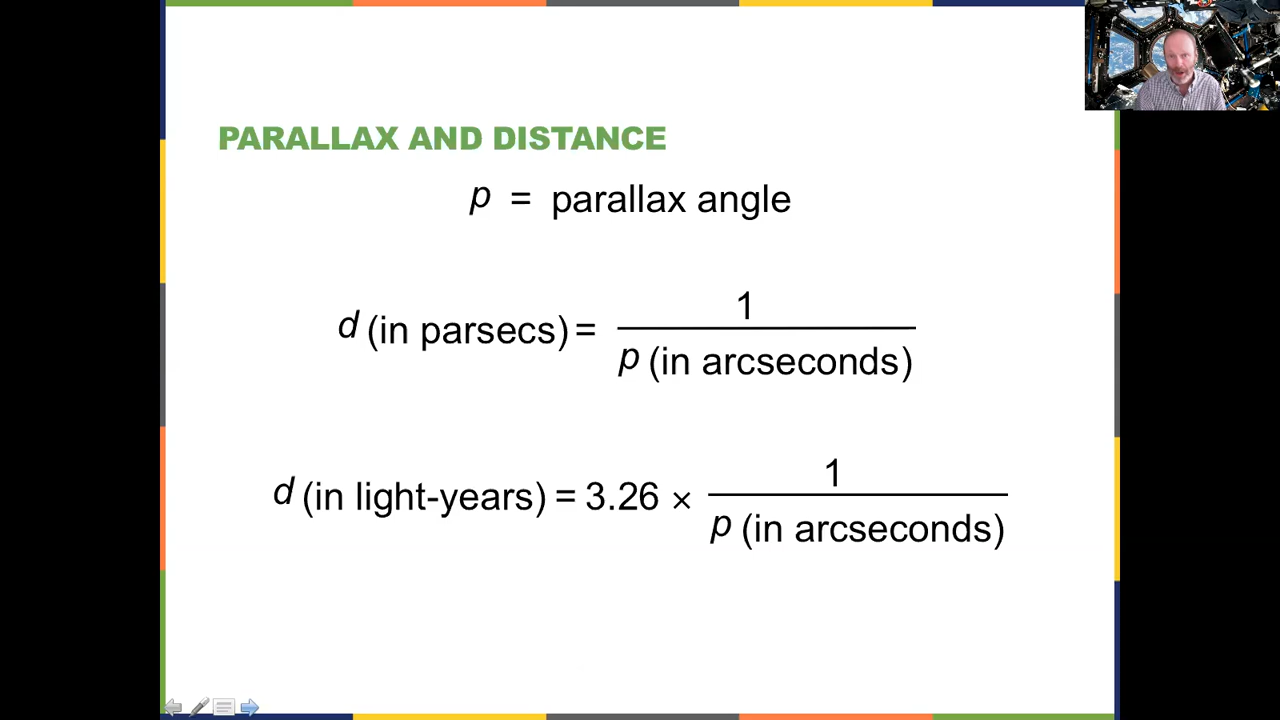 PARALLAX AND DISTANCE
p = parallax angle
d (in parsecs) = 1 / p (in arcseconds)
d (in light-years) = 3.26 × 1 / p (in arcseconds)